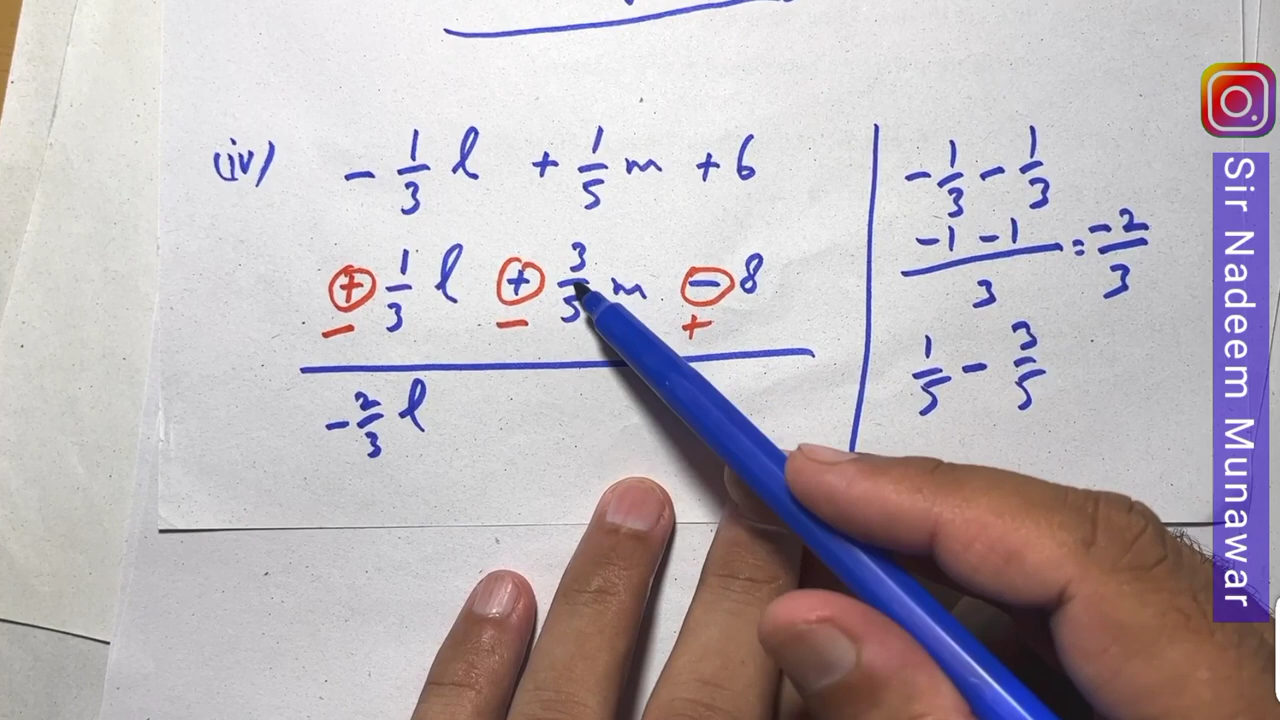 (iv) - 1/3 l + 1/5 m + 6
+ 1/3 l + 3/5 m - 8
- - +
- 2/3 l
- 1/3 - 1/3
-1 -1 / 3 = -2/3
1/5 - 3/5
Sir Nadeem Munawar